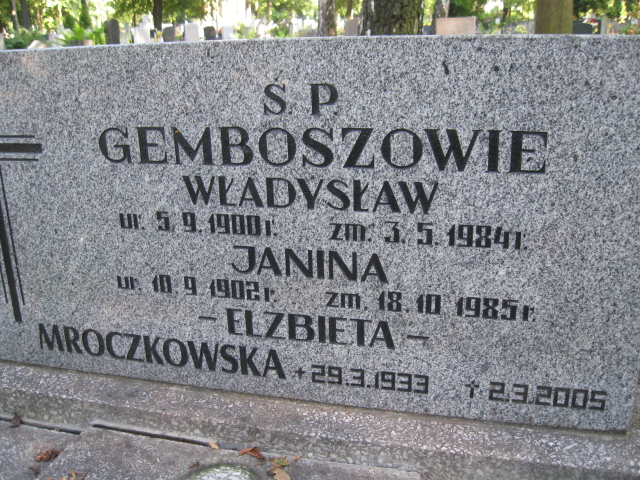 S. P.
GEMBOSZOWIE
WŁADYSŁAW
ur. 5. 9. 1900 r. zm. 3. 5. 1984 r.
JANINA
ur. 10 9 1902 r. zm. 18. 10 1985 r.
– ELZBIETA –
MROCZKOWSKA + 29.3.1933 † 2.3.2005